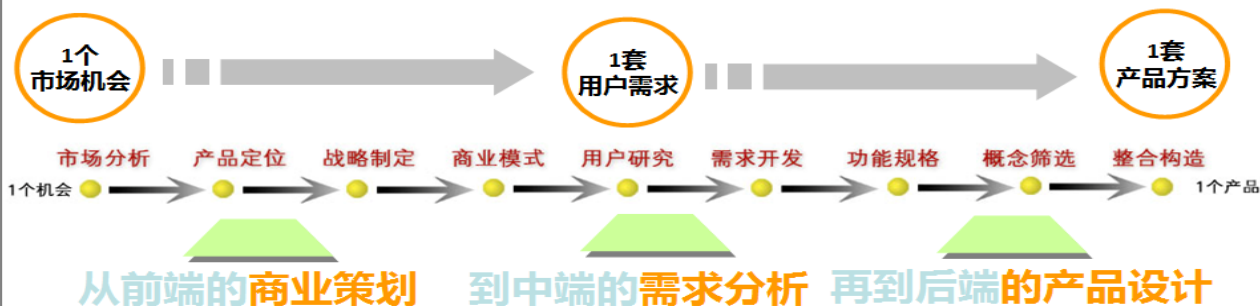 1个
市场机会
1套
用户需求
1套
产品方案
市场分析 产品定位 战略制定 商业模式 用户研究 需求开发 功能规格 概念筛选 整合构造
1个机会 1个产品
从前端的商业策划 到中端的需求分析 再到后端的产品设计